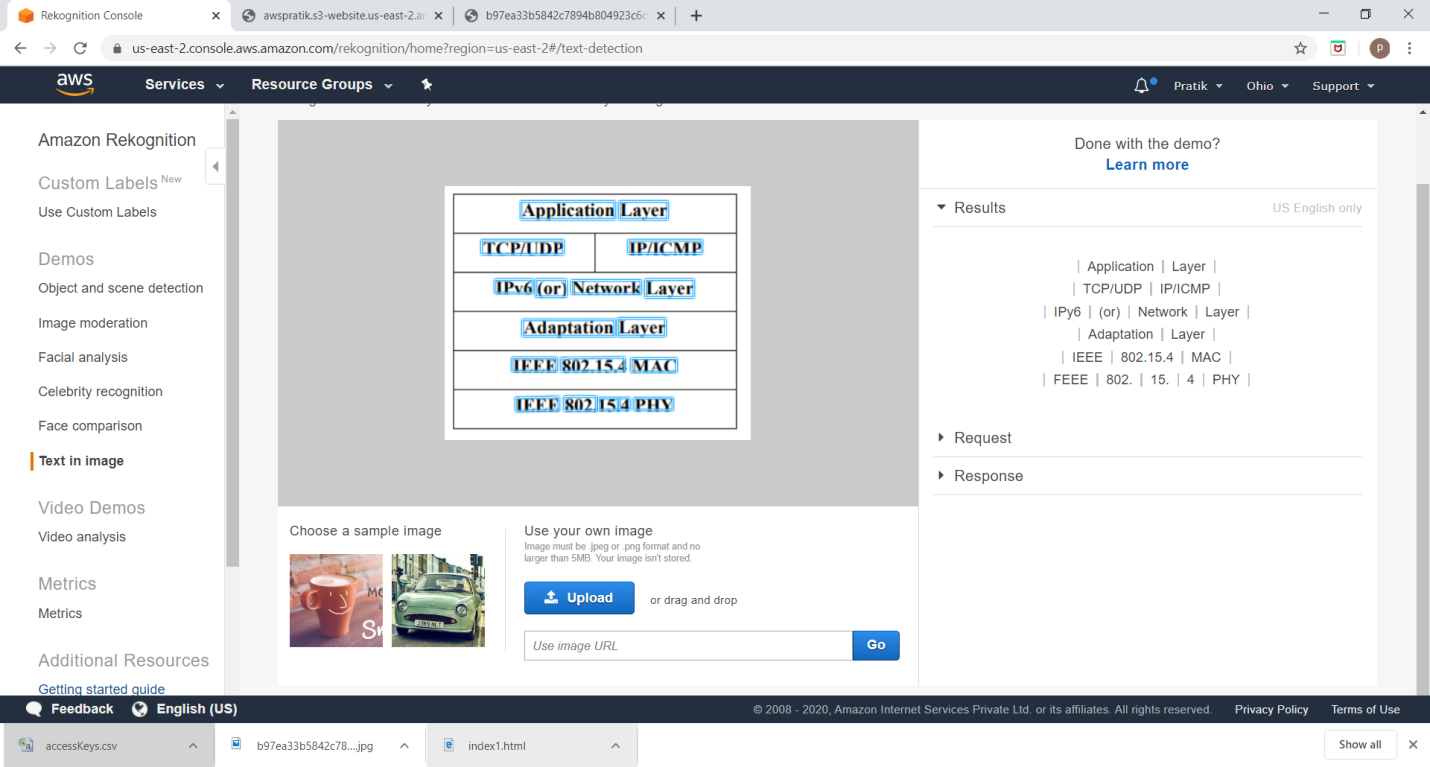 Rekognition Console
awspratik.s3-website.us-east-2.a
b97ea33b5842c7894b804923c6c
us-east-2.console.aws.amazon.com/rekognition/home?region=us-east-2#/text-detection
p
aws
Services
Resource Groups
Pratik
Ohio
Support
Amazon Rekognition
Custom Labels New
Use Custom Labels
Demos
Object and scene detection
Image moderation
Facial analysis
Celebrity recognition
Face comparison
Text in image
Video Demos
Video analysis
Metrics
Metrics
Additional Resources
Getting started guide
Application Layer
TCP/UDP IP/ICMP
IPv6 (or) Network Layer
Adaptation Layer
IEEE 802.15.4 MAC
IEEE 802.15.4 PHY
Choose a sample image
Use your own image
Image must be .jpeg or .png format and no
larger than 5MB. Your image isn't stored.
Upload
or drag and drop
Use image URL
Go
Done with the demo?
Learn more
Results
US English only
| Application | Layer |
| TCP/UDP | IP/ICMP |
| IPy6 | (or) | Network | Layer |
| Adaptation | Layer |
| IEEE | 802.15.4 | MAC |
| FEEE | 802. | 15. | 4 | PHY |
Request
Response
Feedback
English (US)
© 2008 - 2020, Amazon Internet Services Private Ltd. or its affiliates. All rights reserved.
Privacy Policy
Terms of Use
accessKeys.csv
b97ea33b5842c78....jpg
index1.html
Show all